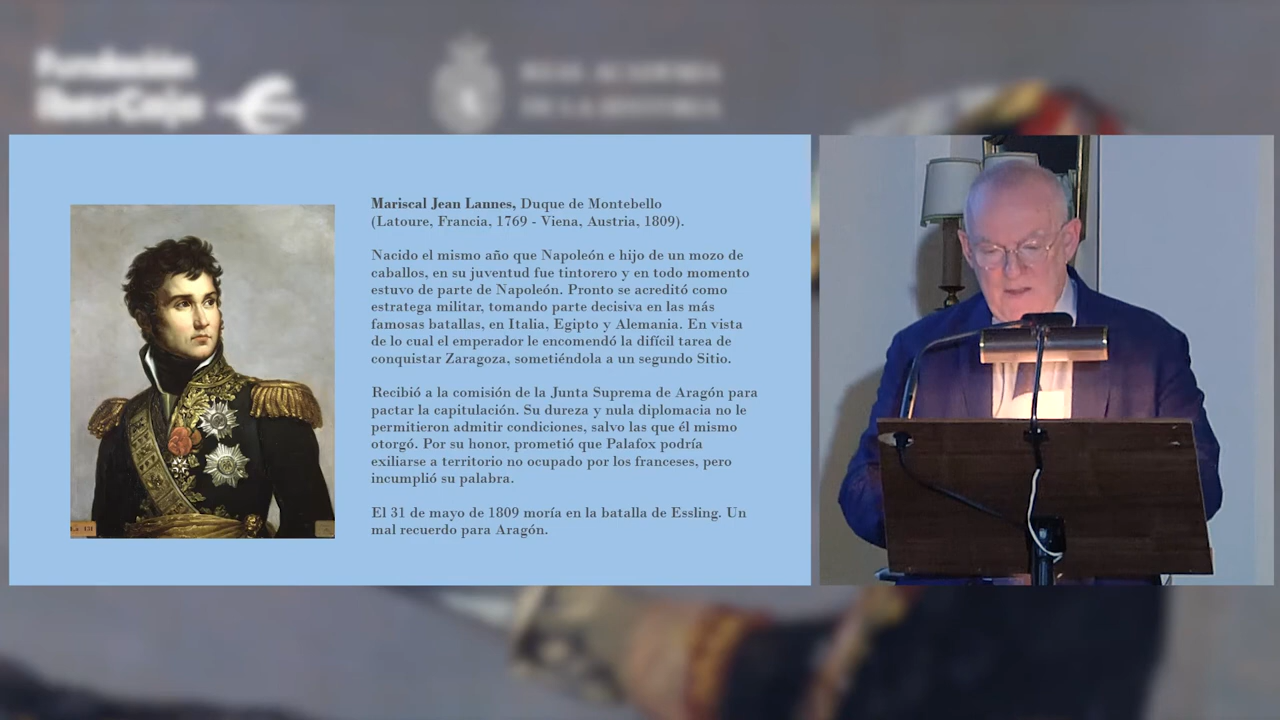 Fundación
iberCaja
REAL ACADEMIA
DE LA HISTORIA
Mariscal Jean Lannes, Duque de Montebello
(Latoure, Francia, 1769 - Viena, Austria, 1809).
Nacido el mismo año que Napoleón e hijo de un mozo de
caballos, en su juventud fue tintorero y en todo momento
estuvo de parte de Napoleón. Pronto se acreditó como
estratega militar, tomando parte decisiva en las más
famosas batallas, en Italia, Egipto y Alemania. En vista
de lo cual el emperador le encomendó la difícil tarea de
conquistar Zaragoza, sometiéndola a un segundo Sitio.
Recibió a la comisión de la Junta Suprema de Aragón para
pactar la capitulación. Su dureza y nula diplomacia no le
permitieron admitir condiciones, salvo las que él mismo
otorgó. Por su honor, prometió que Palafox podría
exiliarse a territorio no ocupado por los franceses, pero
incumplió su palabra.
El 31 de mayo de 1809 moría en la batalla de Essling. Un
mal recuerdo para Aragón.